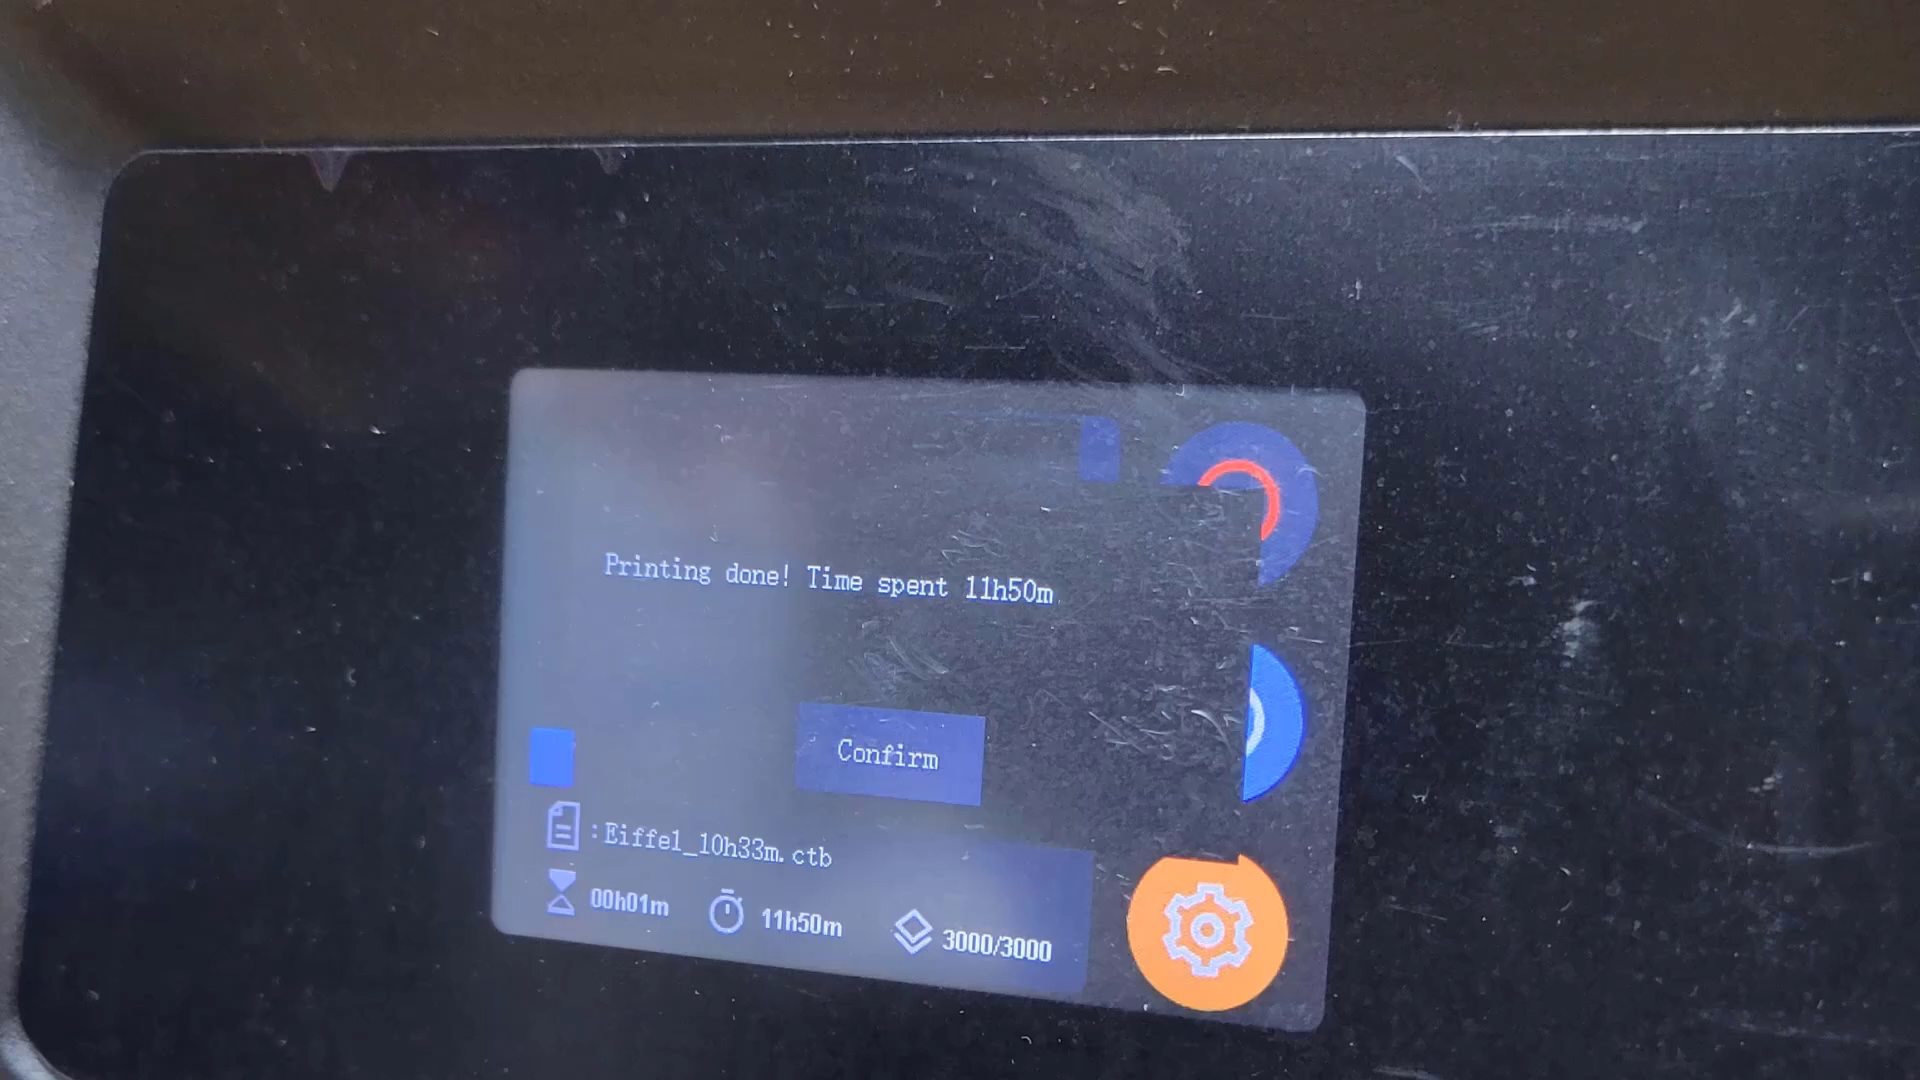 Printing done! Time spent 11h50m
Confirm
:Eiffel_10h33m.ctb
00h01m 11h50m 3000/3000